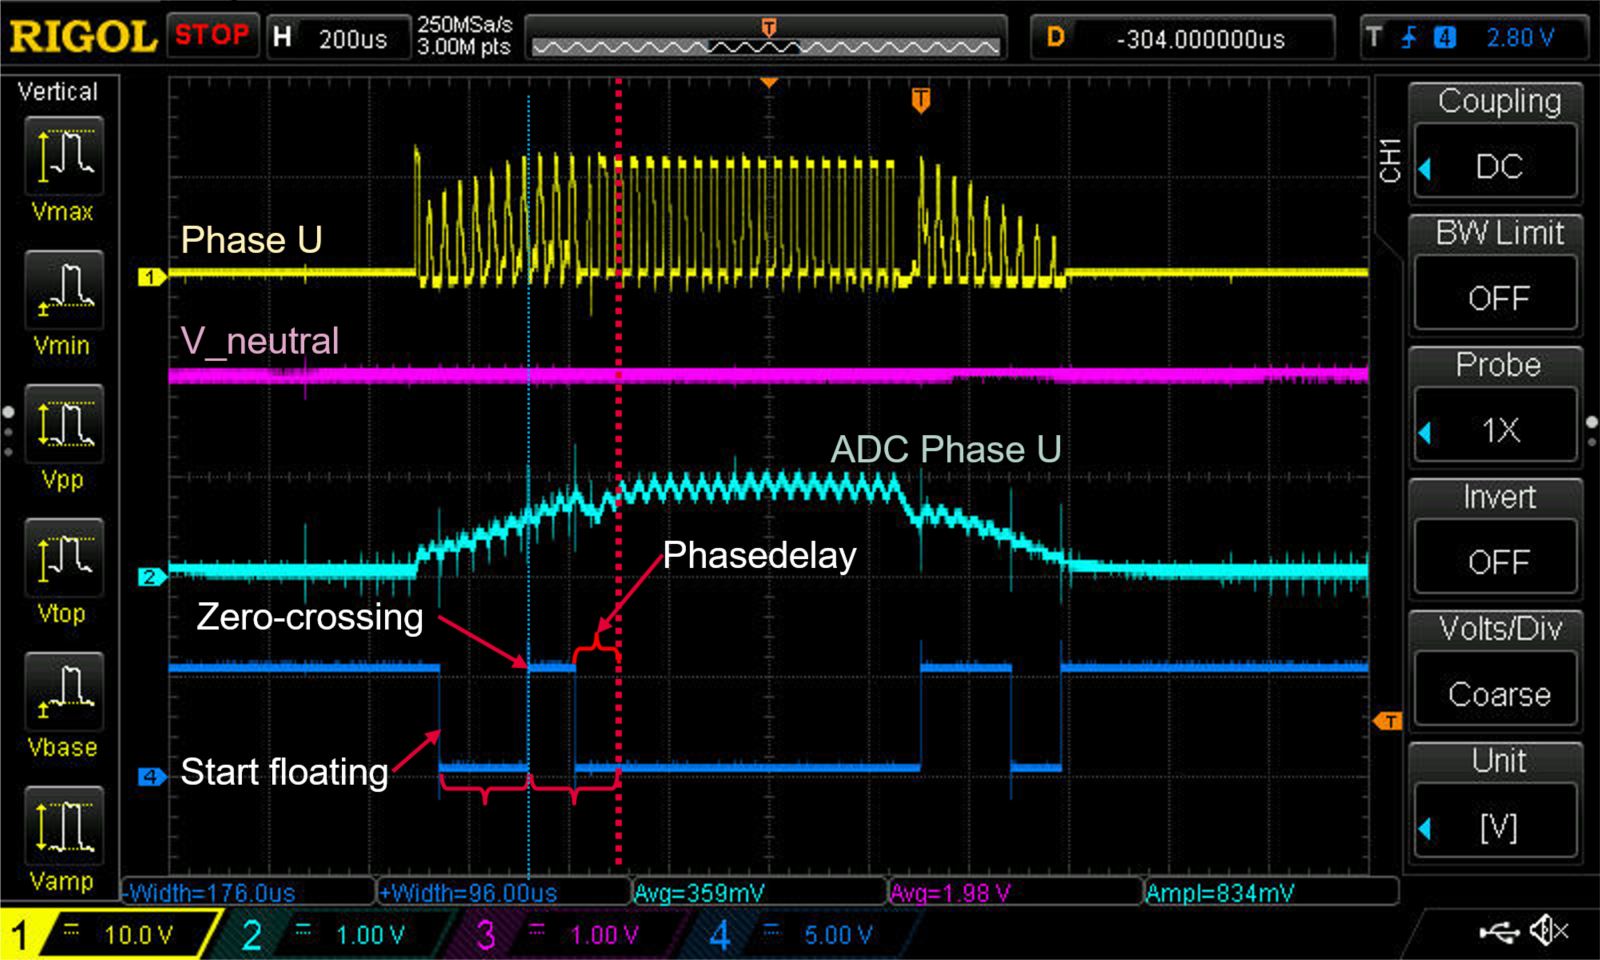 RIGOL STOP H 200us 250MSa/s D -304.000000us T 4 2.80 V
3.00M pts
Vertical
Vmax
Vmin
Vpp
Vtop
Vbase
Vamp
T
T
Phase U
1
V_neutral
ADC Phase U
2
Phasedelay
Zero-crossing
Start floating
4
T
CH1
Coupling
DC
BW Limit
OFF
Probe
1X
Invert
OFF
Volts/Div
Coarse
Unit
[V]
-Width=176.0us +Width=96.00us Avg=359mV Avg=1.98 V Ampl=834mV
1 10.0 V 2 1.00 V 3 1.00 V 4 5.00 V